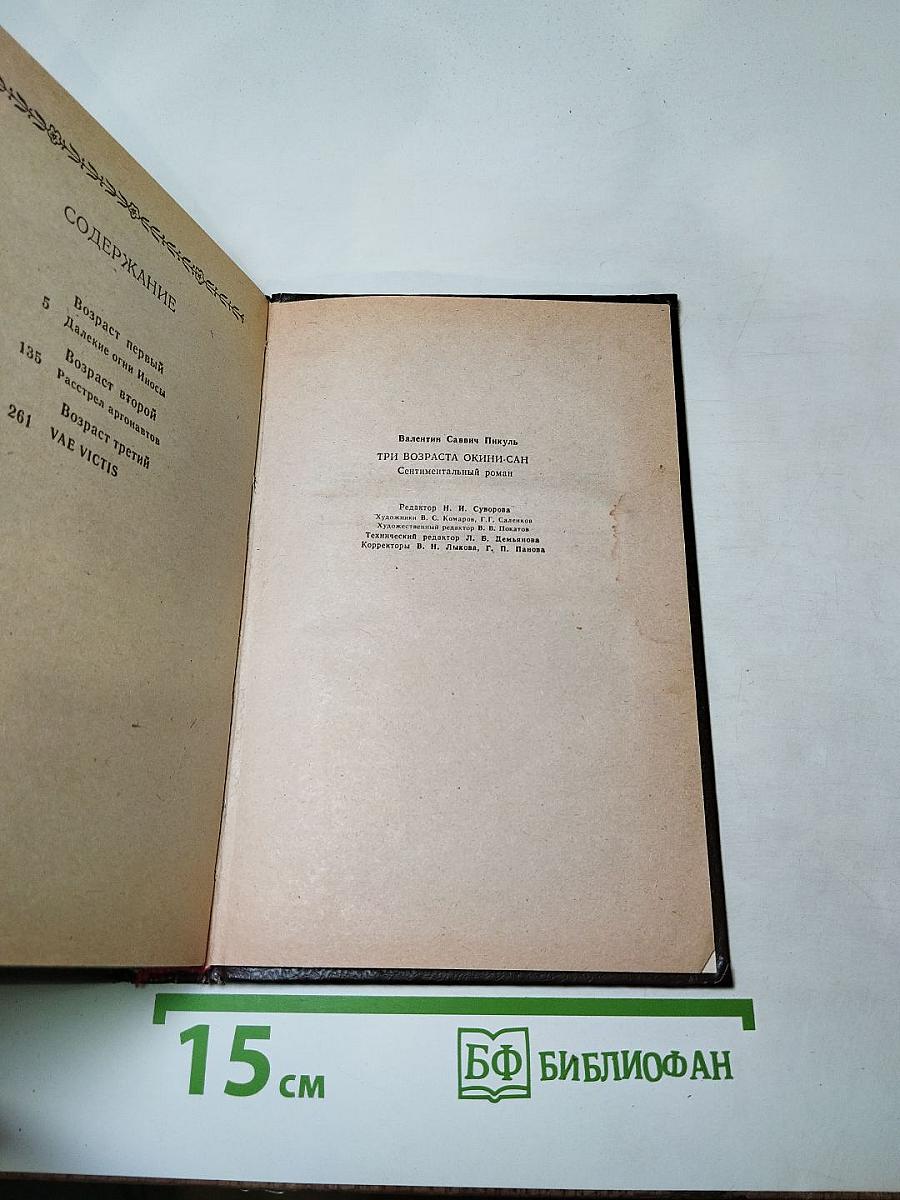 СОДЕРЖАНИЕ
5 Возраст первый
Далекие огни Иносы
135 Возраст второй
Расстрел аргонавтов
261 Возраст третий
VAE VICTIS
Валентин Саввич Пикуль
ТРИ ВОЗРАСТА ОКИНИ-САН
Сентиментальный роман
Редактор Н. И. Суворова
Художники В. С. Комаров, Г.Г. Саленков
Художественный редактор В. В. Покатов
Технический редактор Л. Б. Демьянова
Корректоры В. Н. Лыкова, Г. П. Панова
15 см
БФ БИБЛИОФАН